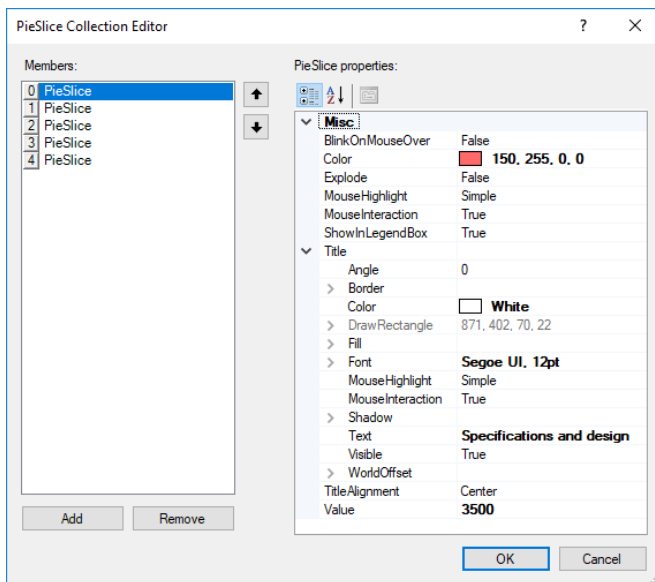 PieSlice Collection Editor
?
Members:
0 PieSlice
1 PieSlice
2 PieSlice
3 PieSlice
4 PieSlice
Add Remove
PieSlice properties:
Misc
BlinkOnMouseOver False
Color 150, 255, 0, 0
Explode False
MouseHighlight Simple
MouseInteraction True
ShowInLegendBox True
Title
Angle 0
Border
Color White
DrawRectangle 871, 402, 70, 22
Fill
Font Segoe UI, 12pt
MouseHighlight Simple
MouseInteraction True
Shadow
Text Specifications and design
Visible True
WorldOffset
TitleAlignment Center
Value 3500
OK Cancel